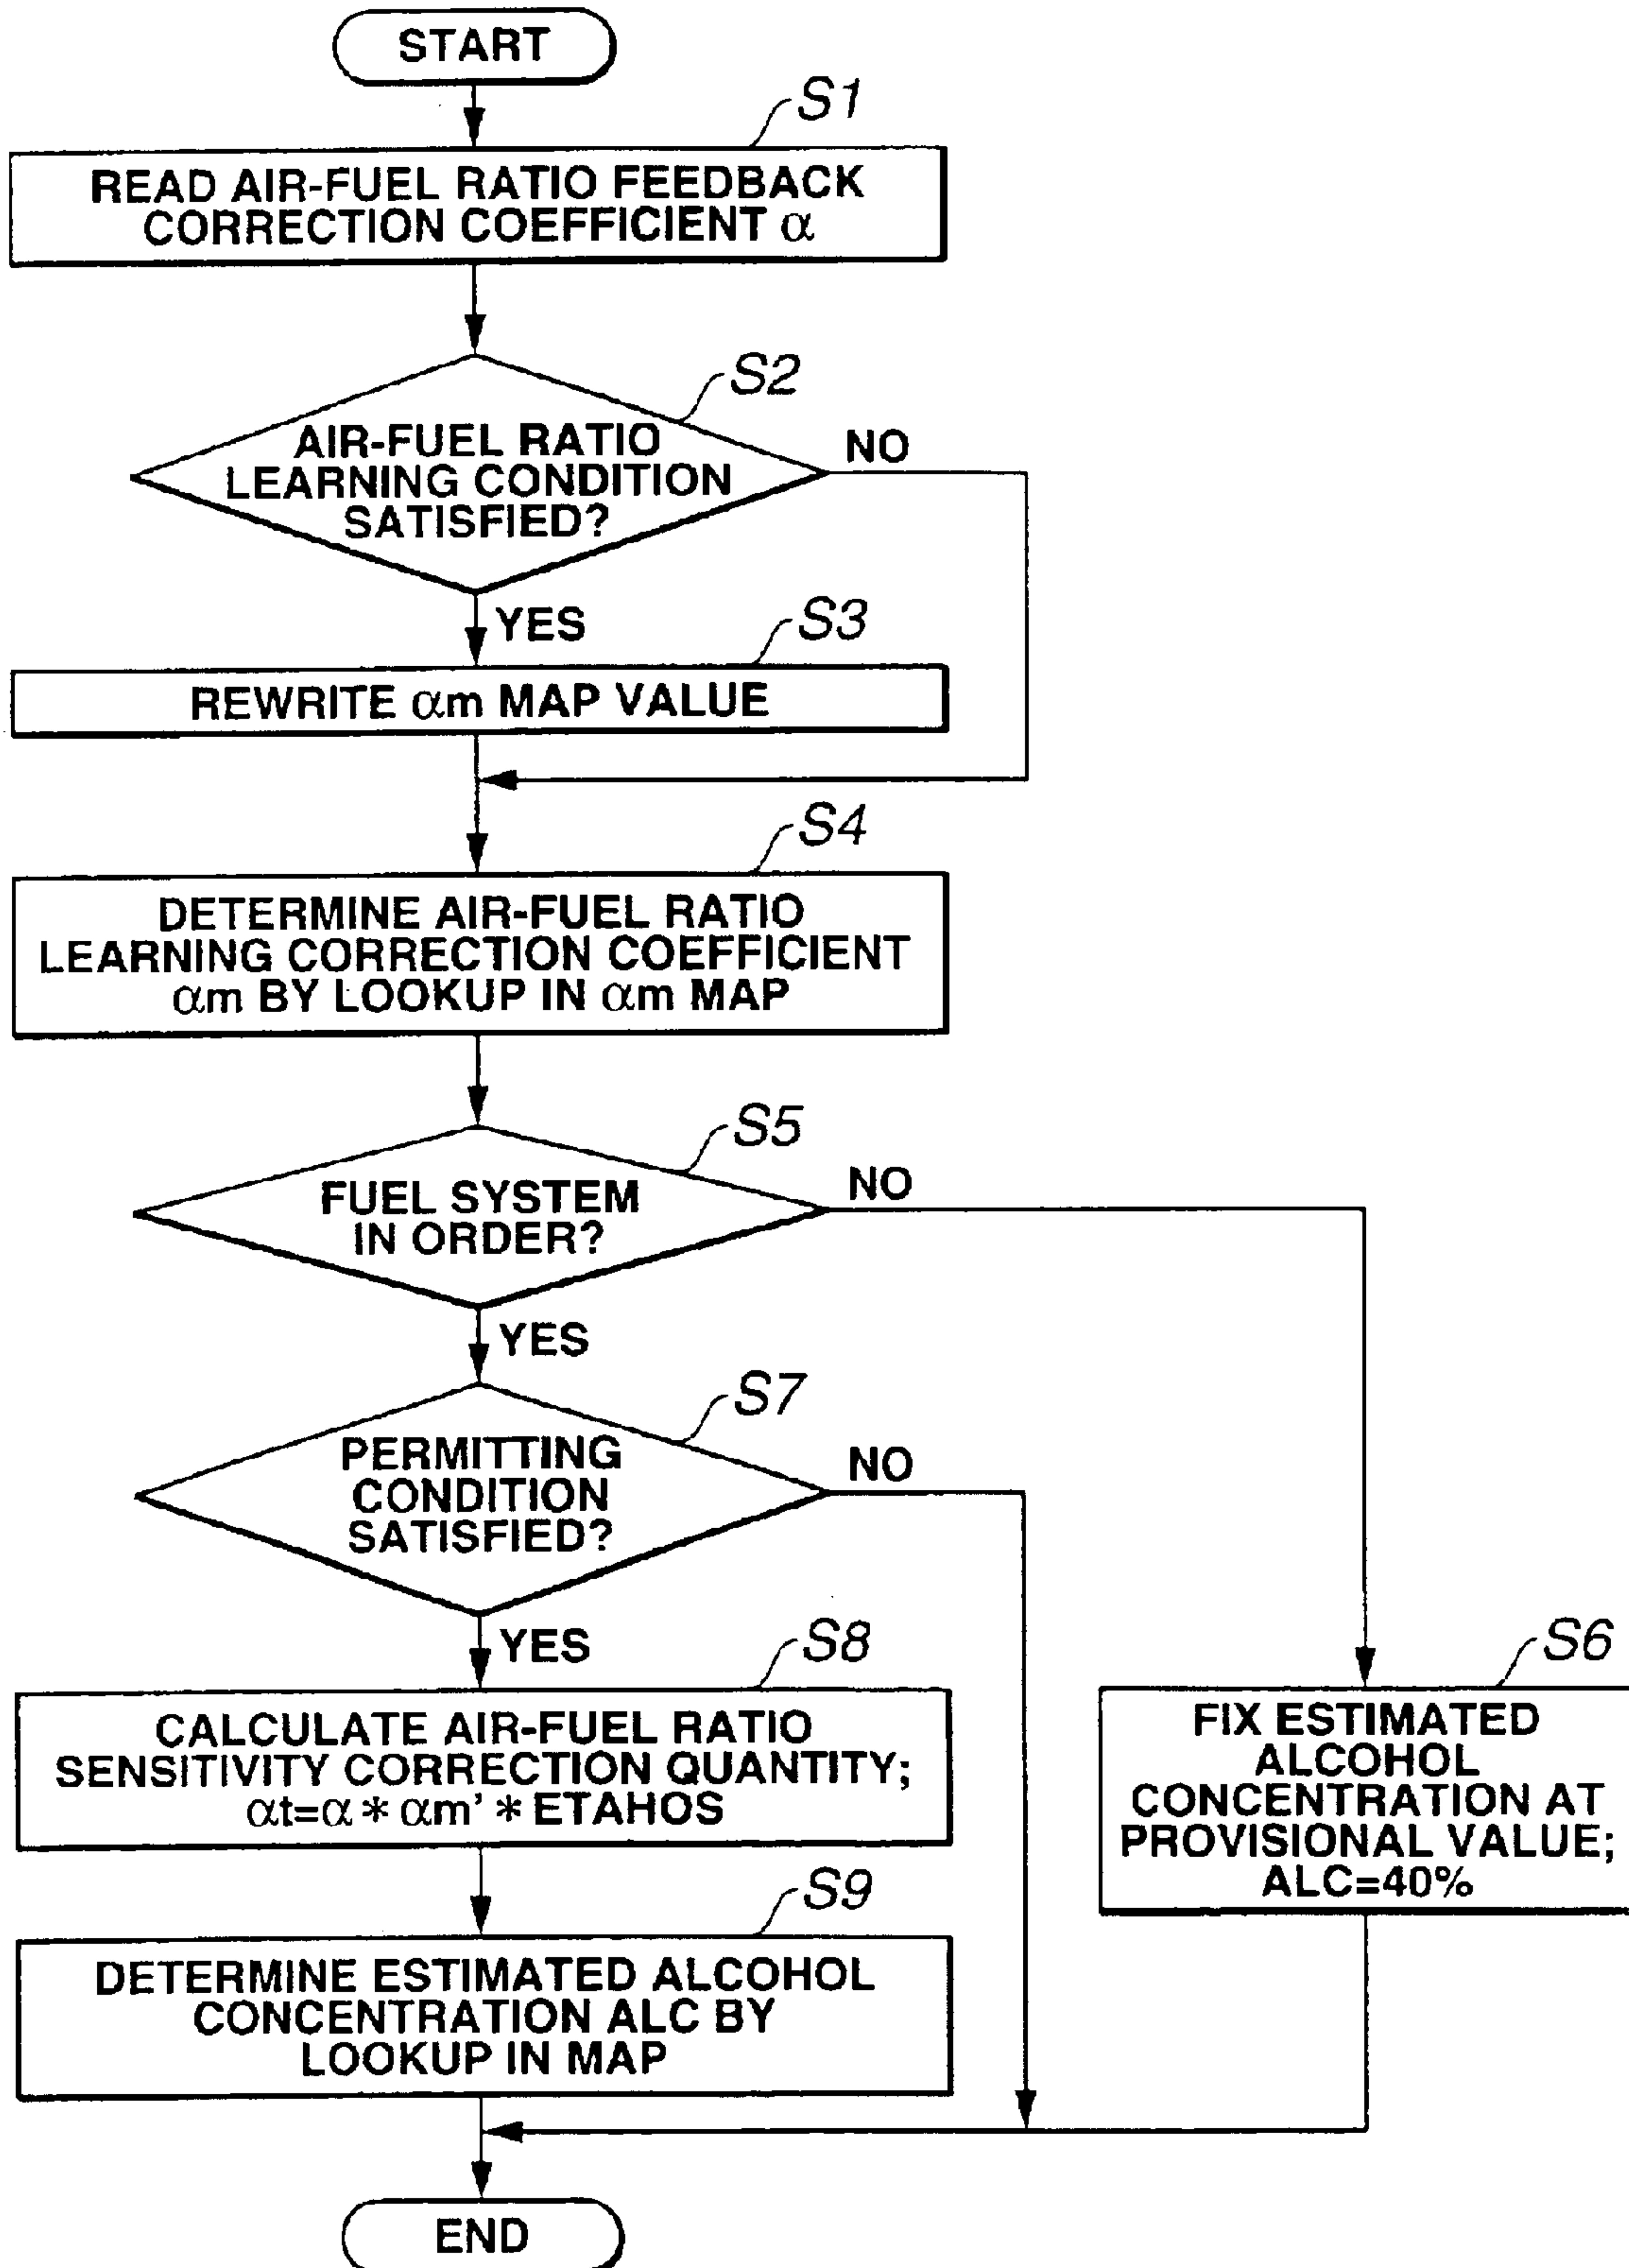 START
S1
READ AIR-FUEL RATIO FEEDBACK
CORRECTION COEFFICIENT α
S2
AIR-FUEL RATIO
LEARNING CONDITION
SATISFIED?
NO
YES
S3
REWRITE αm MAP VALUE
S4
DETERMINE AIR-FUEL RATIO
LEARNING CORRECTION COEFFICIENT
αm BY LOOKUP IN αm MAP
S5
FUEL SYSTEM
IN ORDER?
NO
YES
S7
PERMITTING
CONDITION
SATISFIED?
NO
YES
S8
CALCULATE AIR-FUEL RATIO
SENSITIVITY CORRECTION QUANTITY;
αt=α * αm' * ETAHOS
S6
FIX ESTIMATED
ALCOHOL
CONCENTRATION AT
PROVISIONAL VALUE;
ALC=40%
S9
DETERMINE ESTIMATED ALCOHOL
CONCENTRATION ALC BY
LOOKUP IN MAP
END